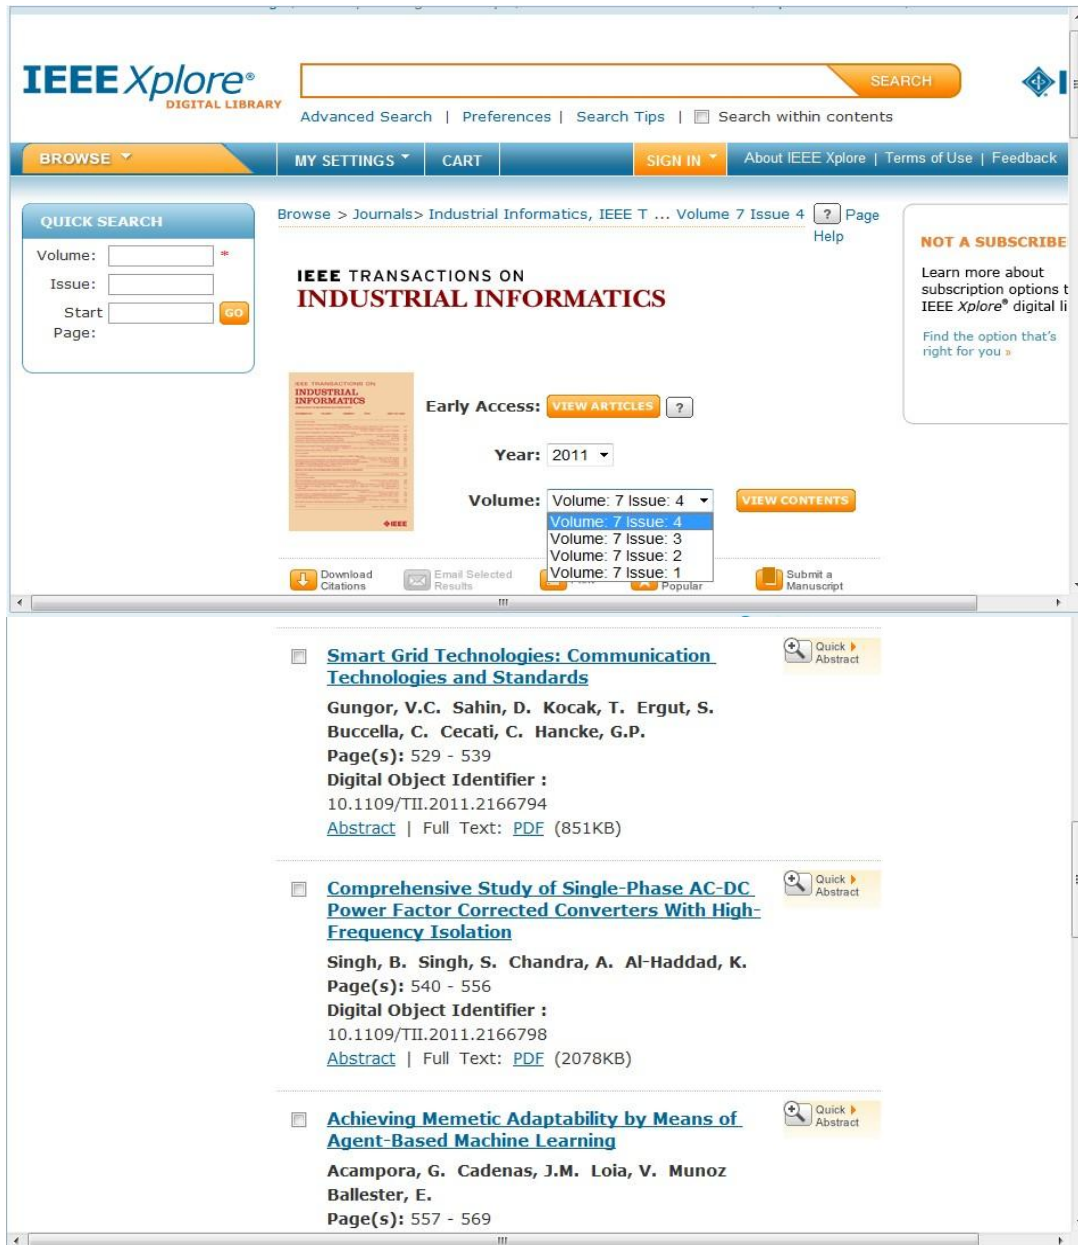 IEEE Xplore®
DIGITAL LIBRARY
SEARCH
Advanced Search | Preferences | Search Tips | Search within contents
BROWSE
MY SETTINGS
CART
SIGN IN
About IEEE Xplore | Terms of Use | Feedback
QUICK SEARCH
Volume: *
Issue:
Start
Page:
GO
Browse > Journals> Industrial Informatics, IEEE T ... Volume 7 Issue 4
? Page
Help
IEEE TRANSACTIONS ON
INDUSTRIAL INFORMATICS
NOT A SUBSCRIBE
Learn more about
subscription options t
IEEE Xplore® digital li
Find the option that's
right for you »
IEEE TRANSACTIONS ON
INDUSTRIAL
INFORMATICS
IEEE
Early Access: VIEW ARTICLES ?
Year: 2011
Volume: Volume: 7 Issue: 4 VIEW CONTENTS
Volume: 7 Issue: 4
Volume: 7 Issue: 3
Volume: 7 Issue: 2
Volume: 7 Issue: 1
Download
Citations
Email Selected
Results
Popular
Submit a
Manuscript
Smart Grid Technologies: Communication
Technologies and Standards
Quick
Abstract
Gungor, V.C. Sahin, D. Kocak, T. Ergut, S.
Buccella, C. Cecati, C. Hancke, G.P.
Page(s): 529 - 539
Digital Object Identifier :
10.1109/TII.2011.2166794
Abstract | Full Text: PDF (851KB)
Comprehensive Study of Single-Phase AC-DC
Power Factor Corrected Converters With High-
Frequency Isolation
Quick
Abstract
Singh, B. Singh, S. Chandra, A. Al-Haddad, K.
Page(s): 540 - 556
Digital Object Identifier :
10.1109/TII.2011.2166798
Abstract | Full Text: PDF (2078KB)
Achieving Memetic Adaptability by Means of
Agent-Based Machine Learning
Quick
Abstract
Acampora, G. Cadenas, J.M. Loia, V. Munoz
Ballester, E.
Page(s): 557 - 569